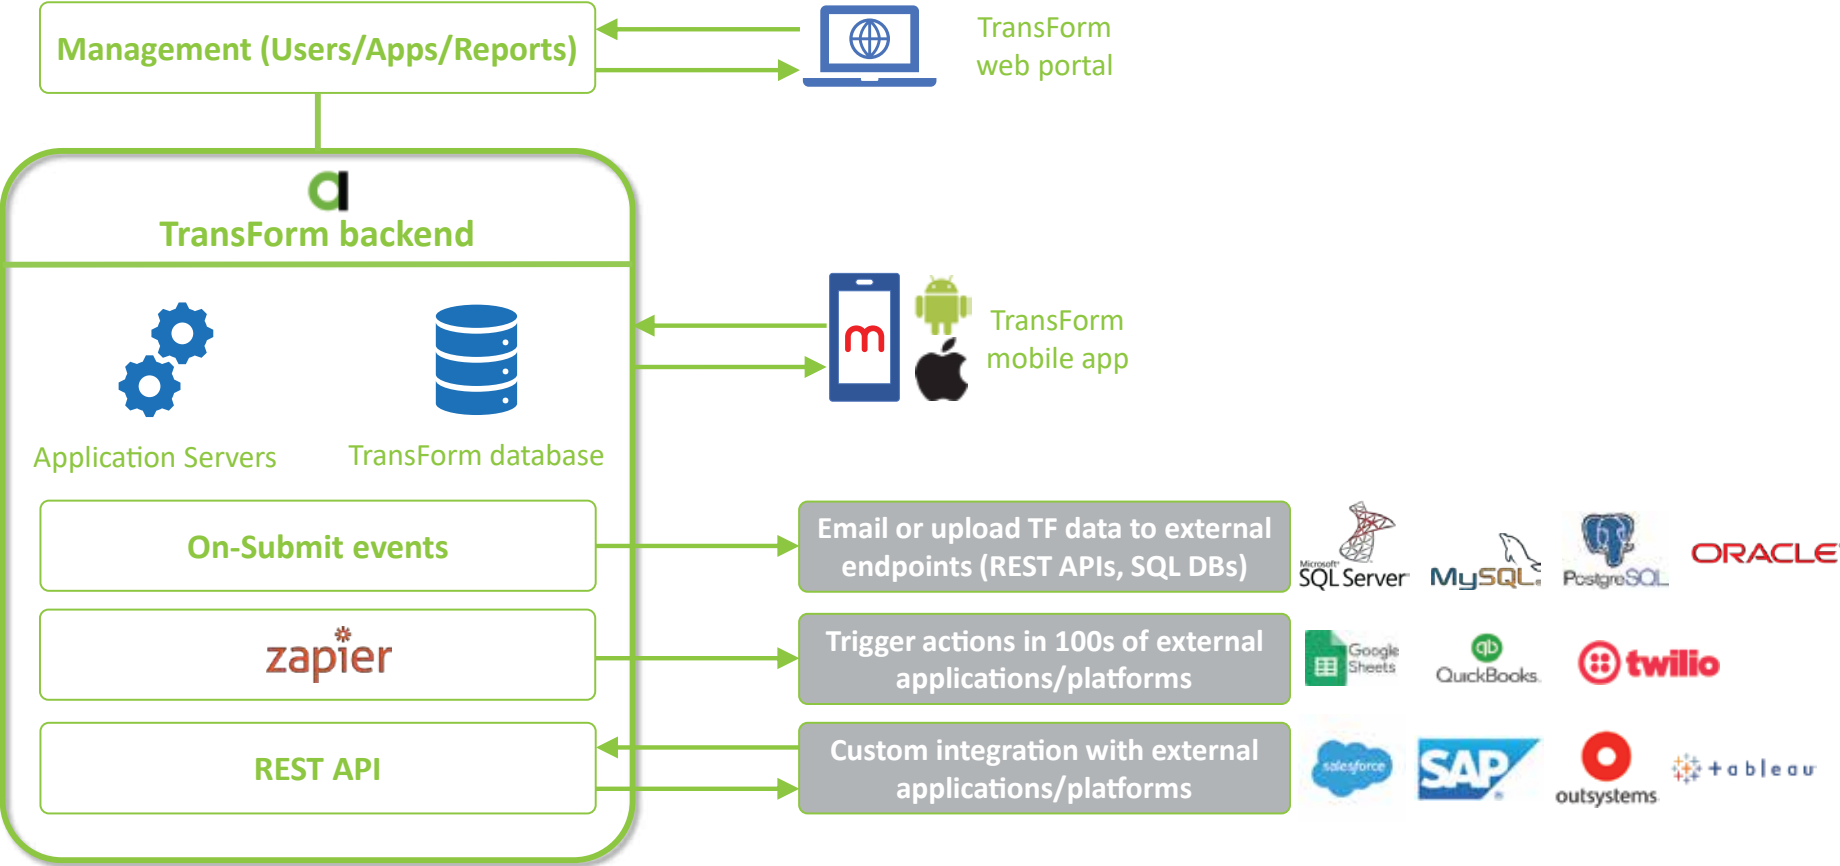 Management (Users/Apps/Reports)
TransForm
web portal
TransForm backend
m
TransForm
mobile app
Application Servers
TransForm database
On-Submit events
Email or upload TF data to external
endpoints (REST APIs, SQL DBs)
Microsoft
SQL Server
MySQL
PostgreSQL
ORACLE
zapier
Trigger actions in 100s of external
applications/platforms
Google
Sheets
qb
QuickBooks
twilio
REST API
Custom integration with external
applications/platforms
salesforce
SAP
outsystems
+ableau